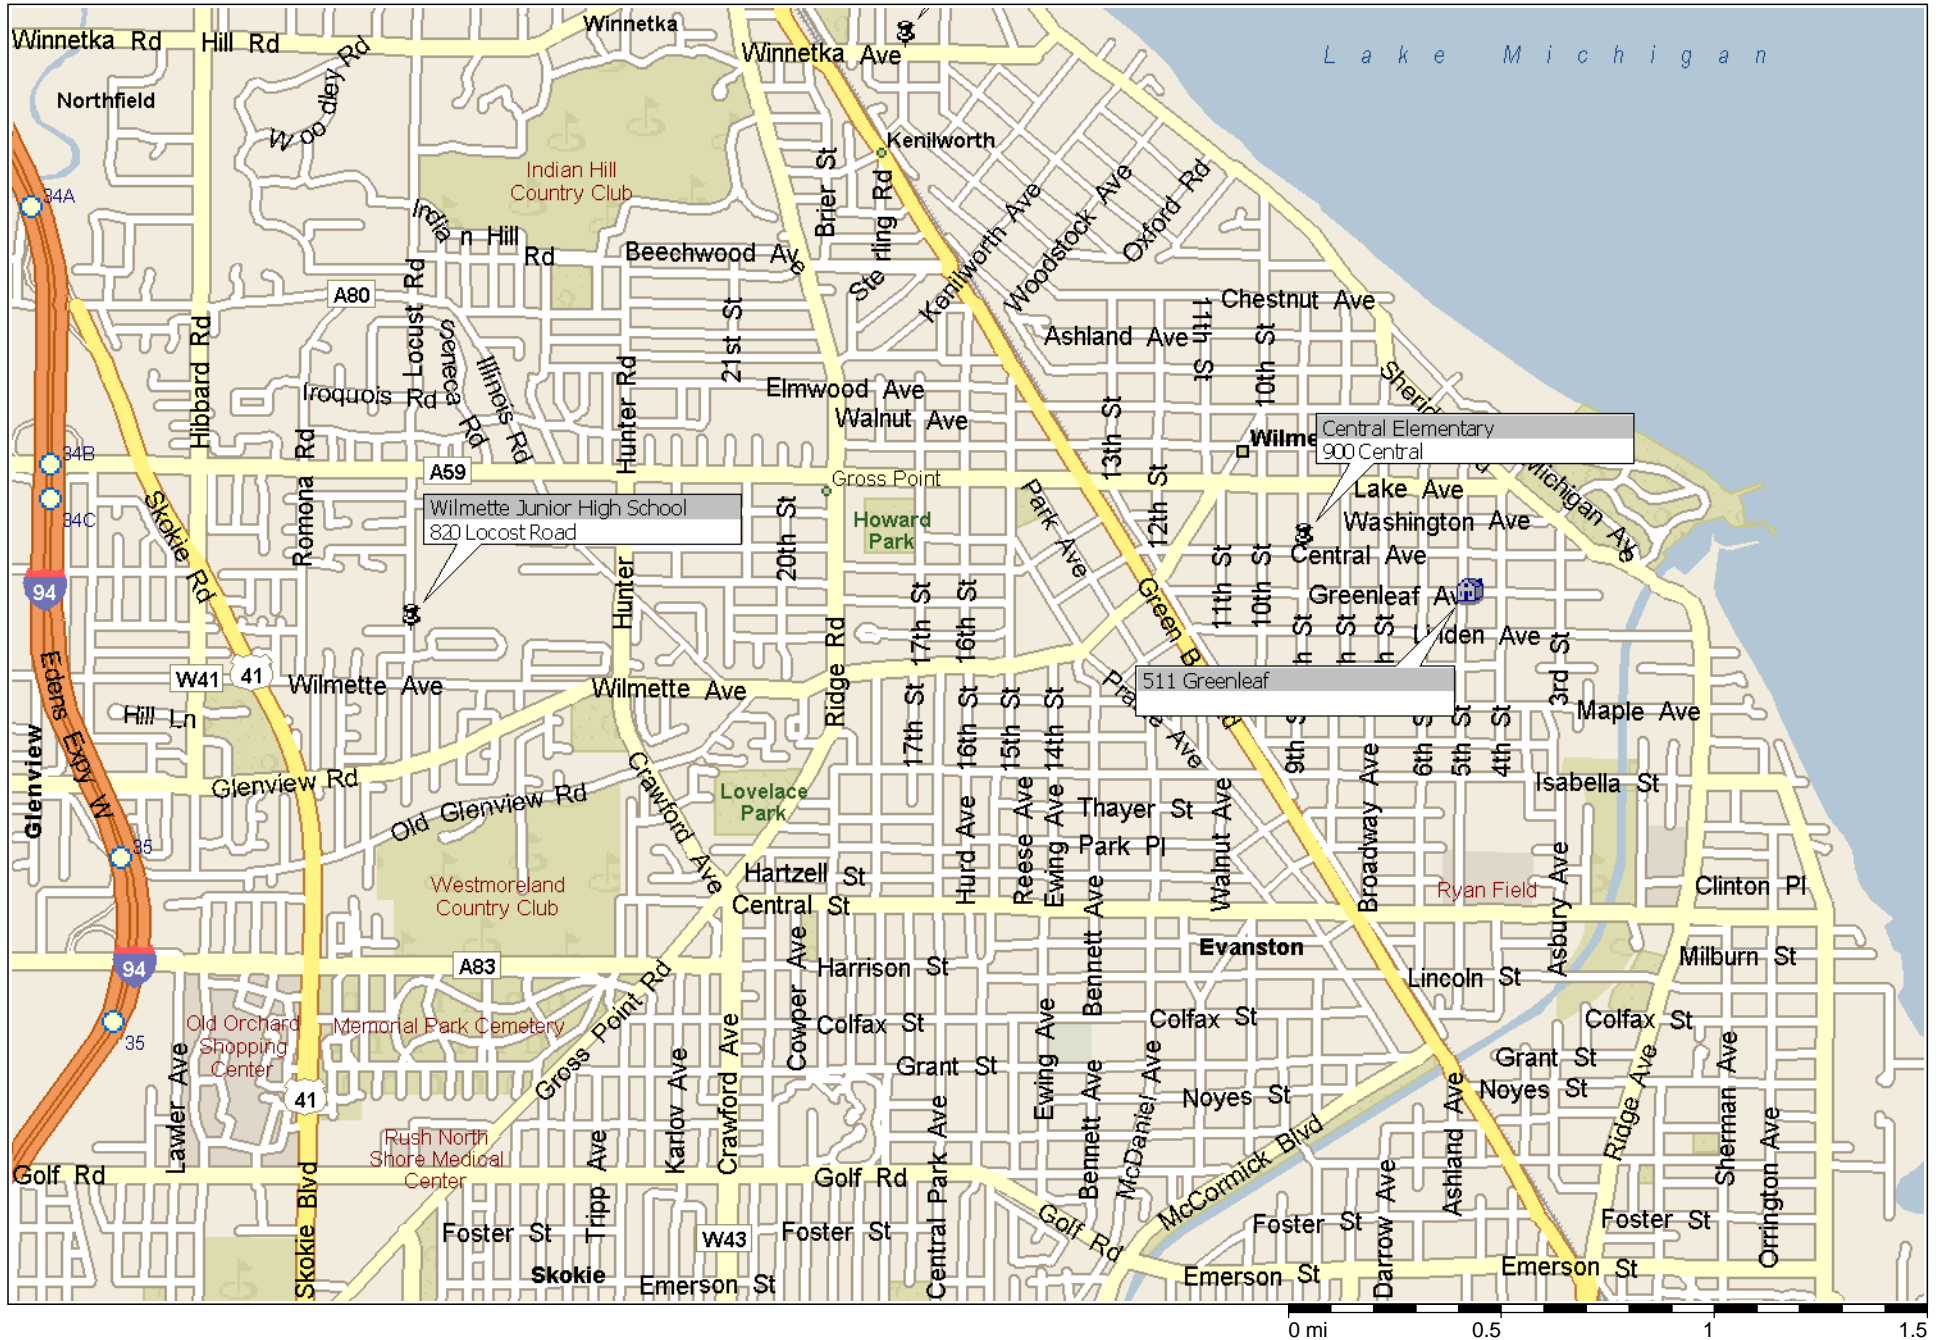 Winnetka Rd
Hill Rd
Woodley Rd
Winnetka
Winnetka Ave
Lake Michigan
Northfield
Kenilworth
Indian Hill
Country Club
34A
Indian Hill Rd
Brier St
Sterling Rd
Kenilworth Ave
Woodstock Ave
Oxford Rd
Beechwood Ave
A80
Locust Rd
Seneca Rd
Illinois Rd
21st St
Chestnut Ave
11th St
10th St
Ashland Ave
Hibbard Rd
Iroquois Rd
Hunter Rd
Elmwood Ave
Walnut Ave
13th St
Sherid
Central Elementary
900 Central
Wilme
Romona Rd
34B
A59
Gross Point
34C
Skokie Rd
Wilmette Junior High School
820 Locost Road
20th St
Howard
Park
Park Ave
12th St
Lake Ave
Michigan Ave
Washington Ave
Central Ave
94
Hunter
17th St
16th St
Green B
11th St
10th St
Greenleaf Av
Linden Ave
3rd St
Edens Expy W
W41
41
Wilmette Ave
Wilmette Ave
Ridge Rd
511 Greenleaf
Hill Ln
Glenview
17th St
16th St
15th St
14th St
9th S
6th St
5th St
4th St
Maple Ave
Glenview Rd
Crawford Ave
Old Glenview Rd
Lovelace
Park
Isabella St
Thayer St
Park Pl
Hurd Ave
Reese Ave
Ewing Ave
Walnut Ave
Broadway Ave
35
Westmoreland
Country Club
Hartzell St
Central St
Bennett Ave
Ryan Field
Asbury Ave
Clinton Pl
Evanston
94
A83
Harrison St
Cowper Ave
Lincoln St
Milburn St
35
Old Orchard
Shopping
Center
Memorial Park Cemetery
Gross Point Rd
Colfax St
Colfax St
Colfax St
Grant St
Grant St
Lawler Ave
41
Karlov Ave
Crawford Ave
Ewing Ave
Bennett Ave
McDaniel Ave
Noyes St
Noyes St
Ashland Ave
Ridge Ave
Sherman Ave
Orrington Ave
Rush North
Shore Medical
Center
Golf Rd
Golf Rd
Golf Rd
Skokie Blvd
Tripp Ave
Central Park Ave
McCormick Blvd
Foster St
W43
Foster St
Foster St
Foster St
Darrow Ave
Skokie
Emerson St
Emerson St
Emerson St
0 mi 0.5 1 1.5